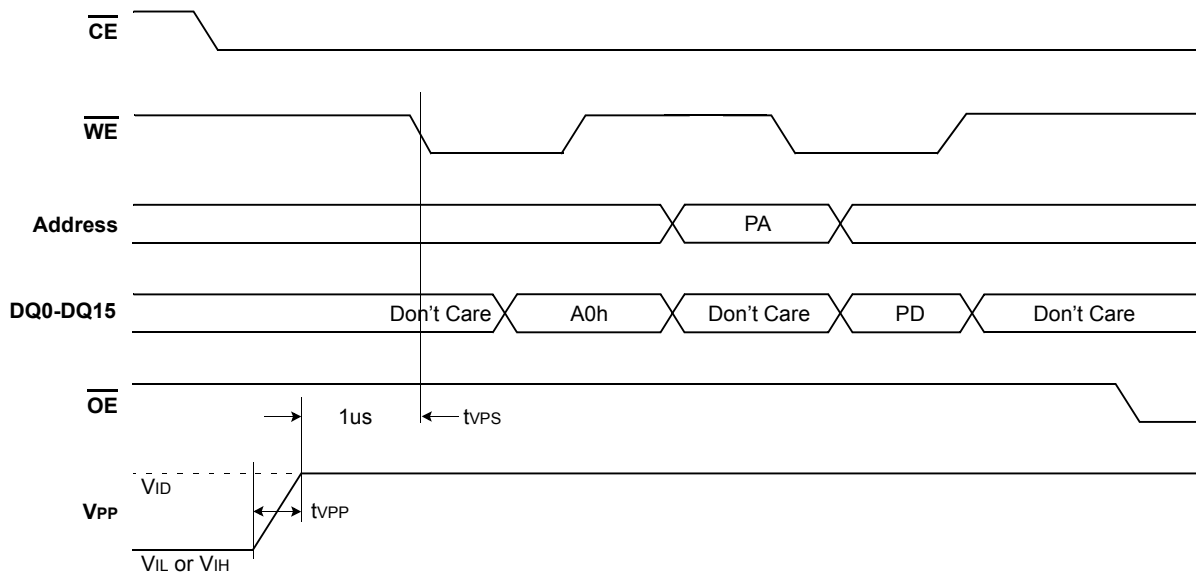 CE
WE
Address PA
DQ0-DQ15 Don't Care A0h Don't Care PD Don't Care
OE
1us tVPS
VID
VPP tVPP
VIL or VIH